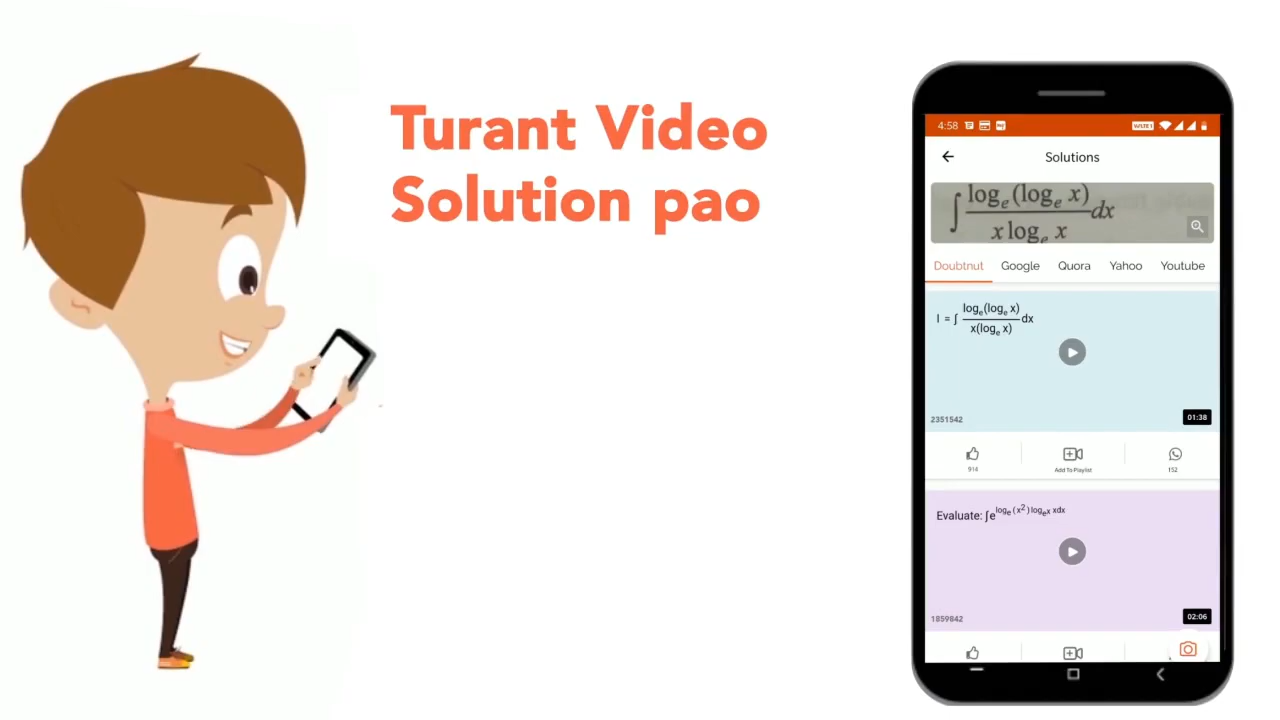 Turant Video
Solution pao
4:58
VoLTE1
Solutions
∫ logₑ(logₑ x) / x logₑ x dx
Doubtnut Google Quora Yahoo Youtube
I = ∫ logₑ(logₑ x) / x(logₑ x) dx
2351542 01:38
914 Add To Playlist 152
Evaluate: ∫e^logₑ(x²)logₑx xdx
1859842 02:06